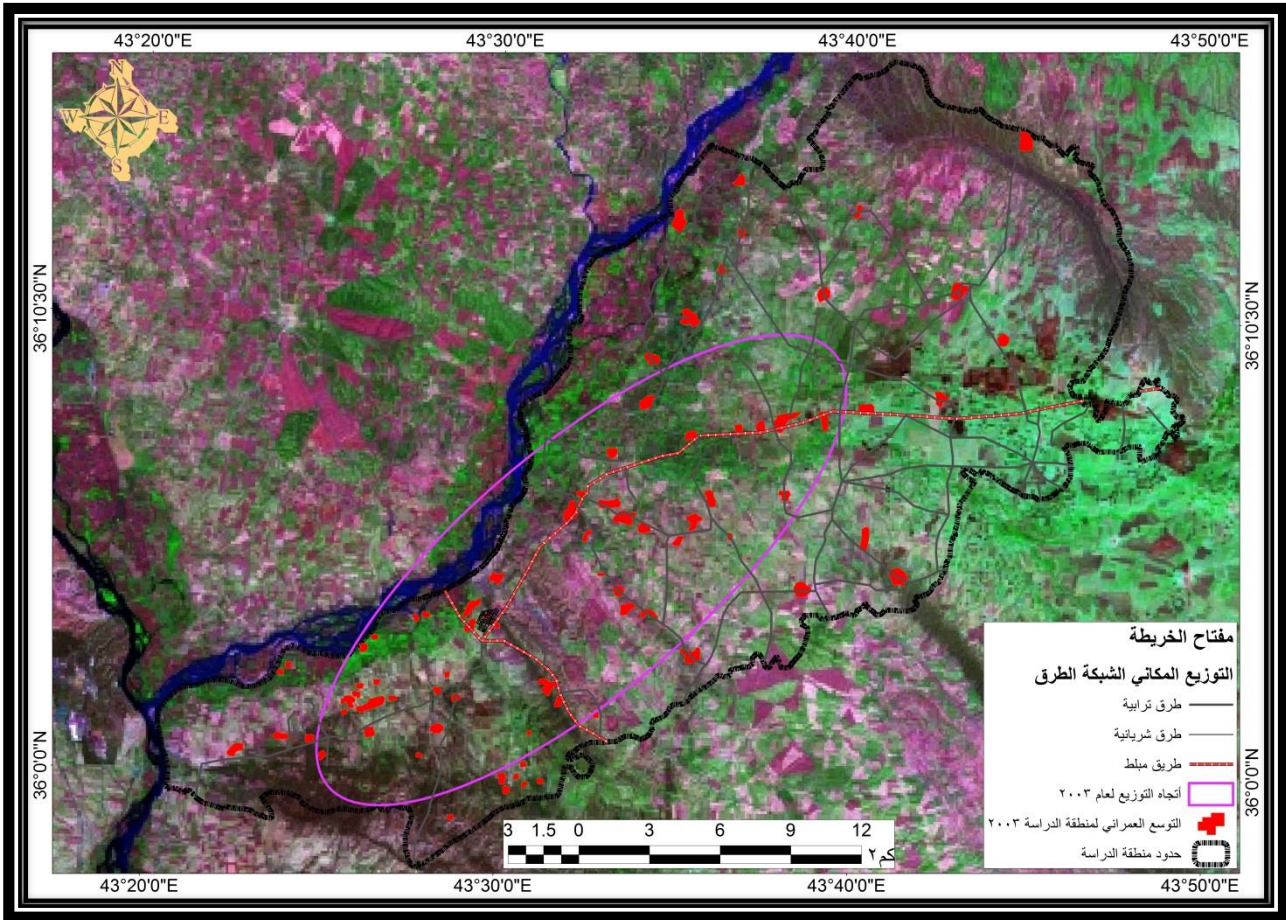 43°20'0"E 43°30'0"E 43°40'0"E 43°50'0"E
N
W E
S
36°10'30"N 36°10'30"N
مفتاح الخريطة
التوزيع المكاني الشبكة الطرق
طرق ترابية
طرق شريانية
طريق مبلط
أتجاه التوزيع لعام ٢٠٠٣
التوسع العمراني لمنطقة الدراسة ٢٠٠٣
حدود منطقة الدراسة
36°0'0"N 36°0'0"N
3 1.5 0 3 6 9 12
كم٢
43°20'0"E 43°30'0"E 43°40'0"E 43°50'0"E